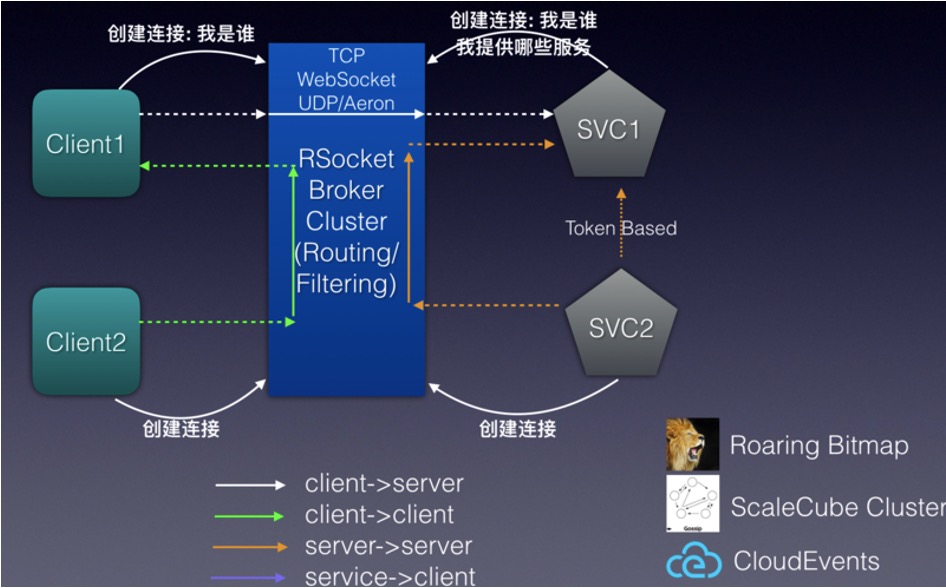 创建连接: 我是谁
创建连接: 我是谁
我提供哪些服务
TCP
WebSocket
UDP/Aeron
Client1
SVC1
RSocket
Broker
Cluster
(Routing/
Filtering)
Token Based
Client2
SVC2
创建连接
创建连接
client->server
client->client
server->server
service->client
Roaring Bitmap
Gossip
ScaleCube Cluster
CloudEvents